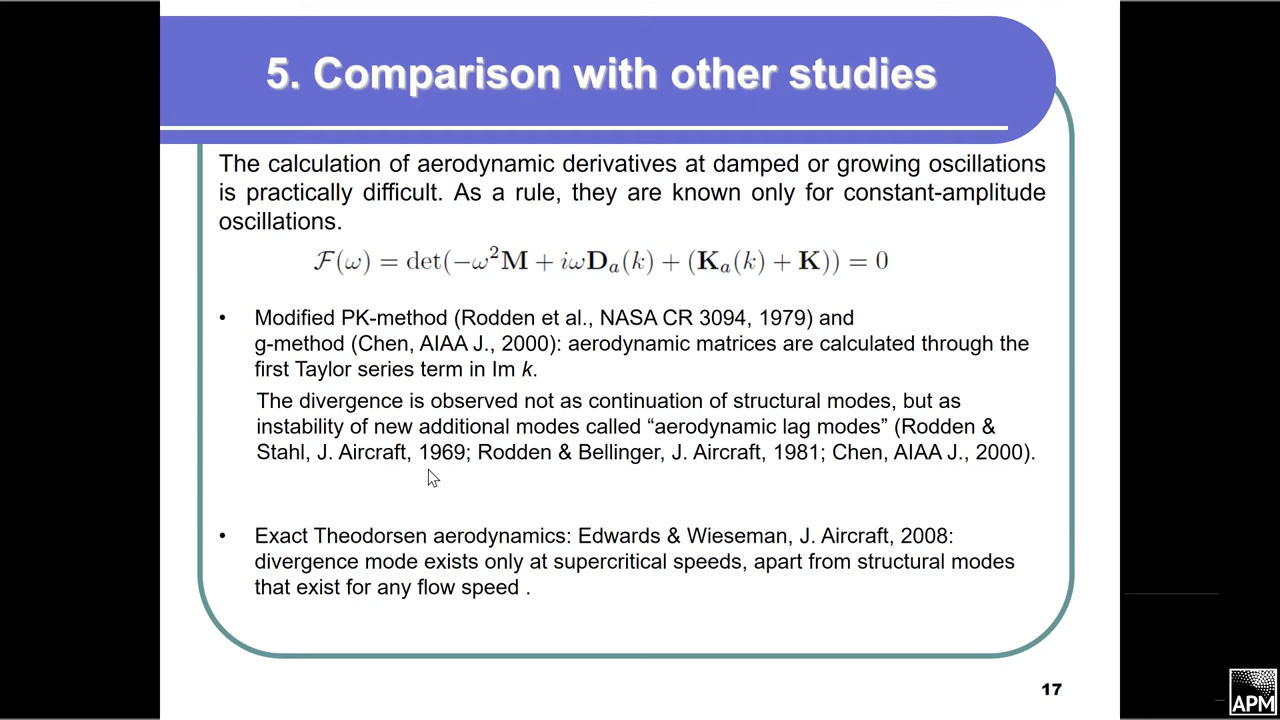 5. Comparison with other studies
The calculation of aerodynamic derivatives at damped or growing oscillations
is practically difficult. As a rule, they are known only for constant-amplitude
oscillations.
ℱ(ω) = det(−ω²M + iωDₐ(k) + (Kₐ(k) + K)) = 0
• Modified PK-method (Rodden et al., NASA CR 3094, 1979) and
g-method (Chen, AIAA J., 2000): aerodynamic matrices are calculated through the
first Taylor series term in Im k.
The divergence is observed not as continuation of structural modes, but as
instability of new additional modes called “aerodynamic lag modes” (Rodden &
Stahl, J. Aircraft, 1969; Rodden & Bellinger, J. Aircraft, 1981; Chen, AIAA J., 2000).
• Exact Theodorsen aerodynamics: Edwards & Wieseman, J. Aircraft, 2008:
divergence mode exists only at supercritical speeds, apart from structural modes
that exist for any flow speed .
17
APM